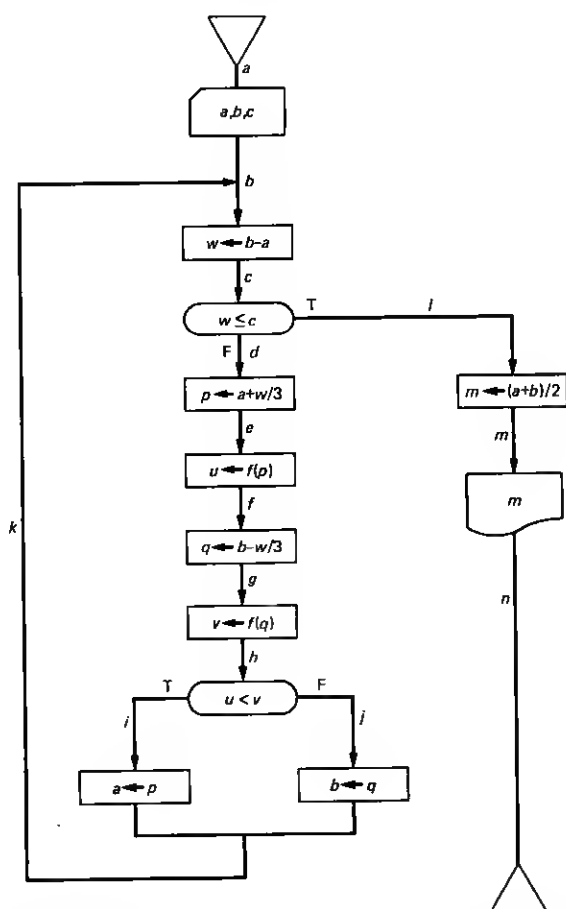 a
a,b,c
b
w ← b–a
c
w ≤ c
T
l
F d
p ← a+w/3
m ← (a+b)/2
e
m
u ← f(p)
m
f
k
q ← b–w/3
g
n
v ← f(q)
h
T
u < v
F
i
j
a ← p
b ← q